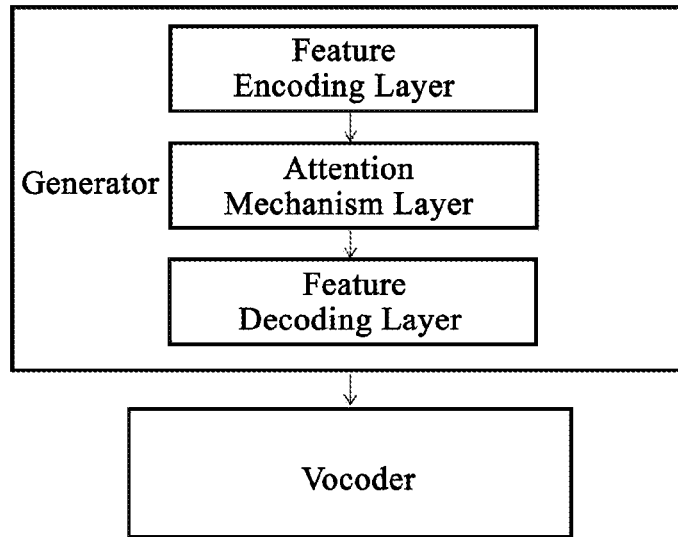 Feature
Encoding Layer
Generator
Attention
Mechanism Layer
Feature
Decoding Layer
Vocoder